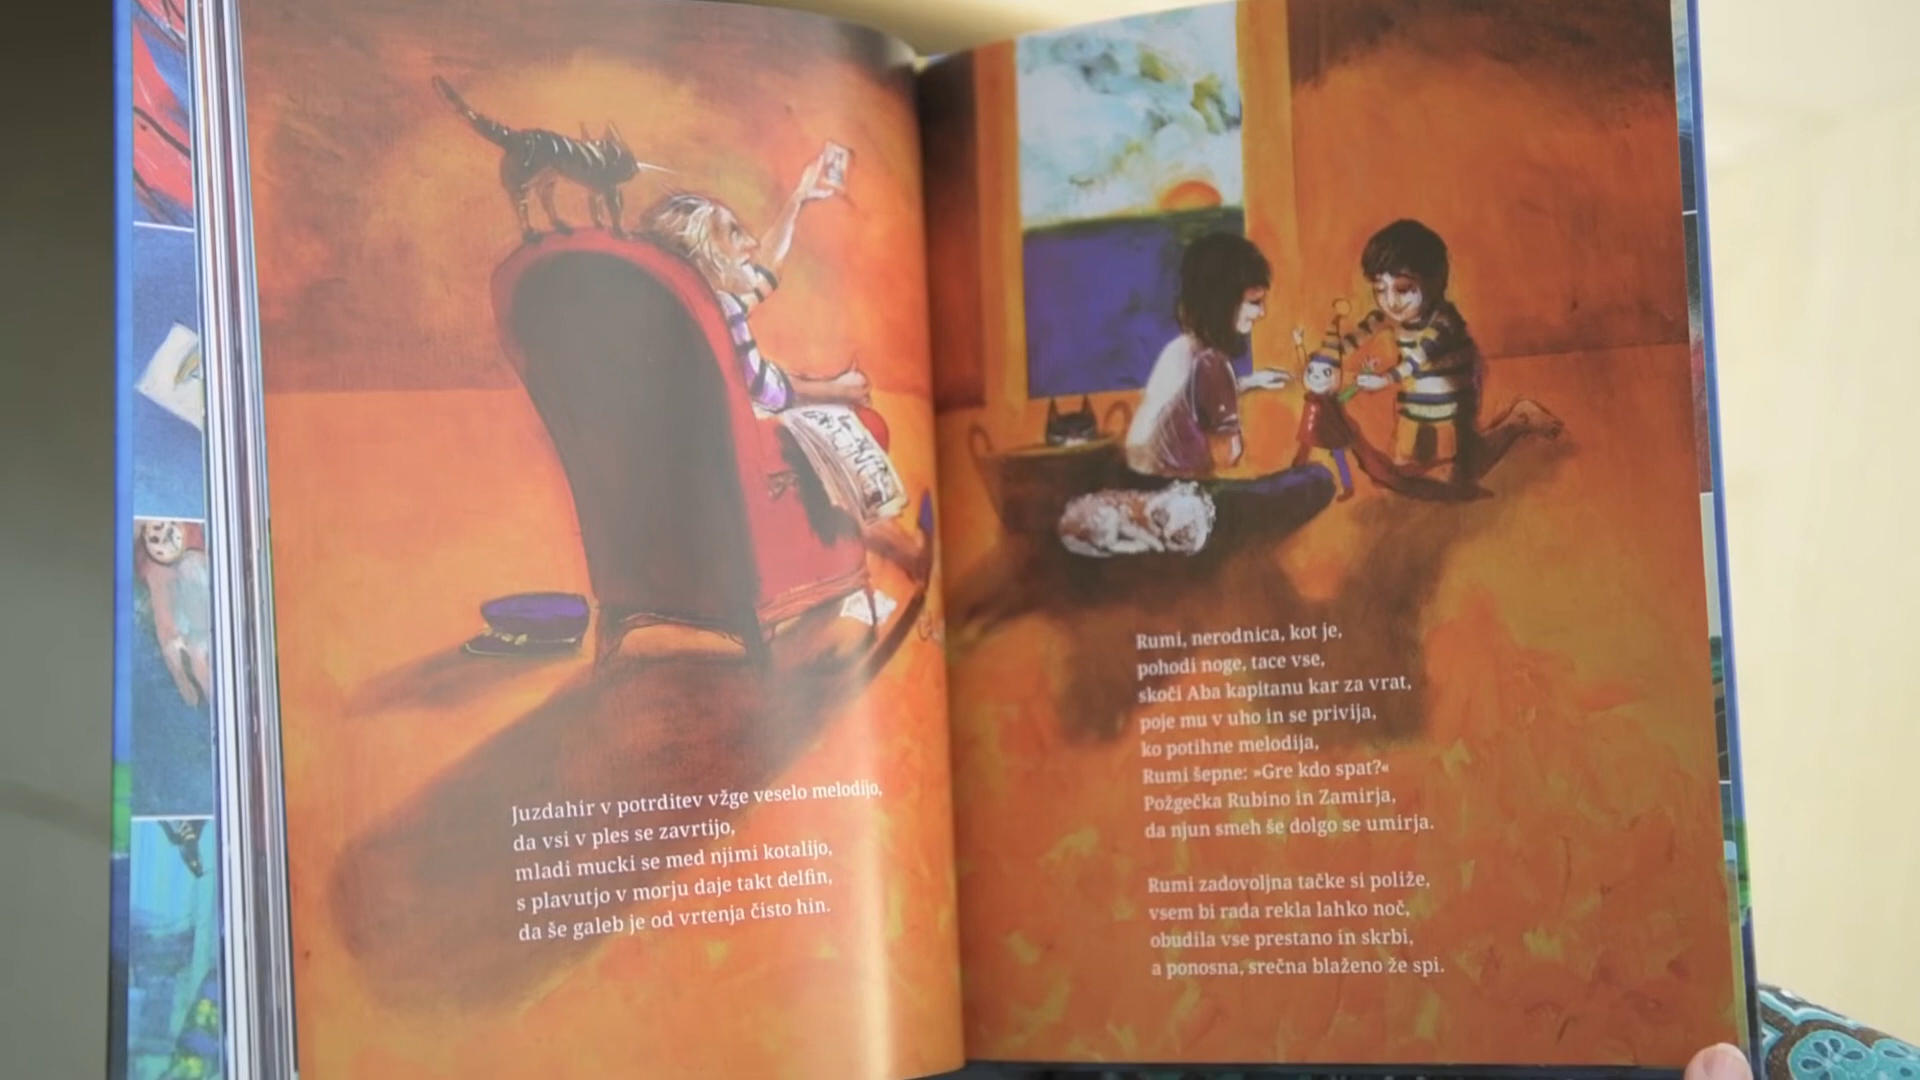 Juzdahir v potrditev vžge veselo melodijo,
da vsi v ples se zavrtijo,
mladi mucki se med njimi kotalijo,
s plavutjo v morju daje takt delfin,
da še galeb je od vrtenja čisto hin.
Rumi, nerodnica, kot je,
pohodi noge, tace vse,
skoči Aba kapitanu kar za vrat,
poje mu v uho in se privija,
ko potihne melodija,
Rumi šepne: »Gre kdo spat?«
Požgečka Rubino in Zamirja,
da njun smeh še dolgo se umirja.
Rumi zadovoljna tačke si poliže,
vsem bi rada rekla lahko noč,
obudila vse prestano in skrbi,
a ponosna, srečna blaženo že spi.